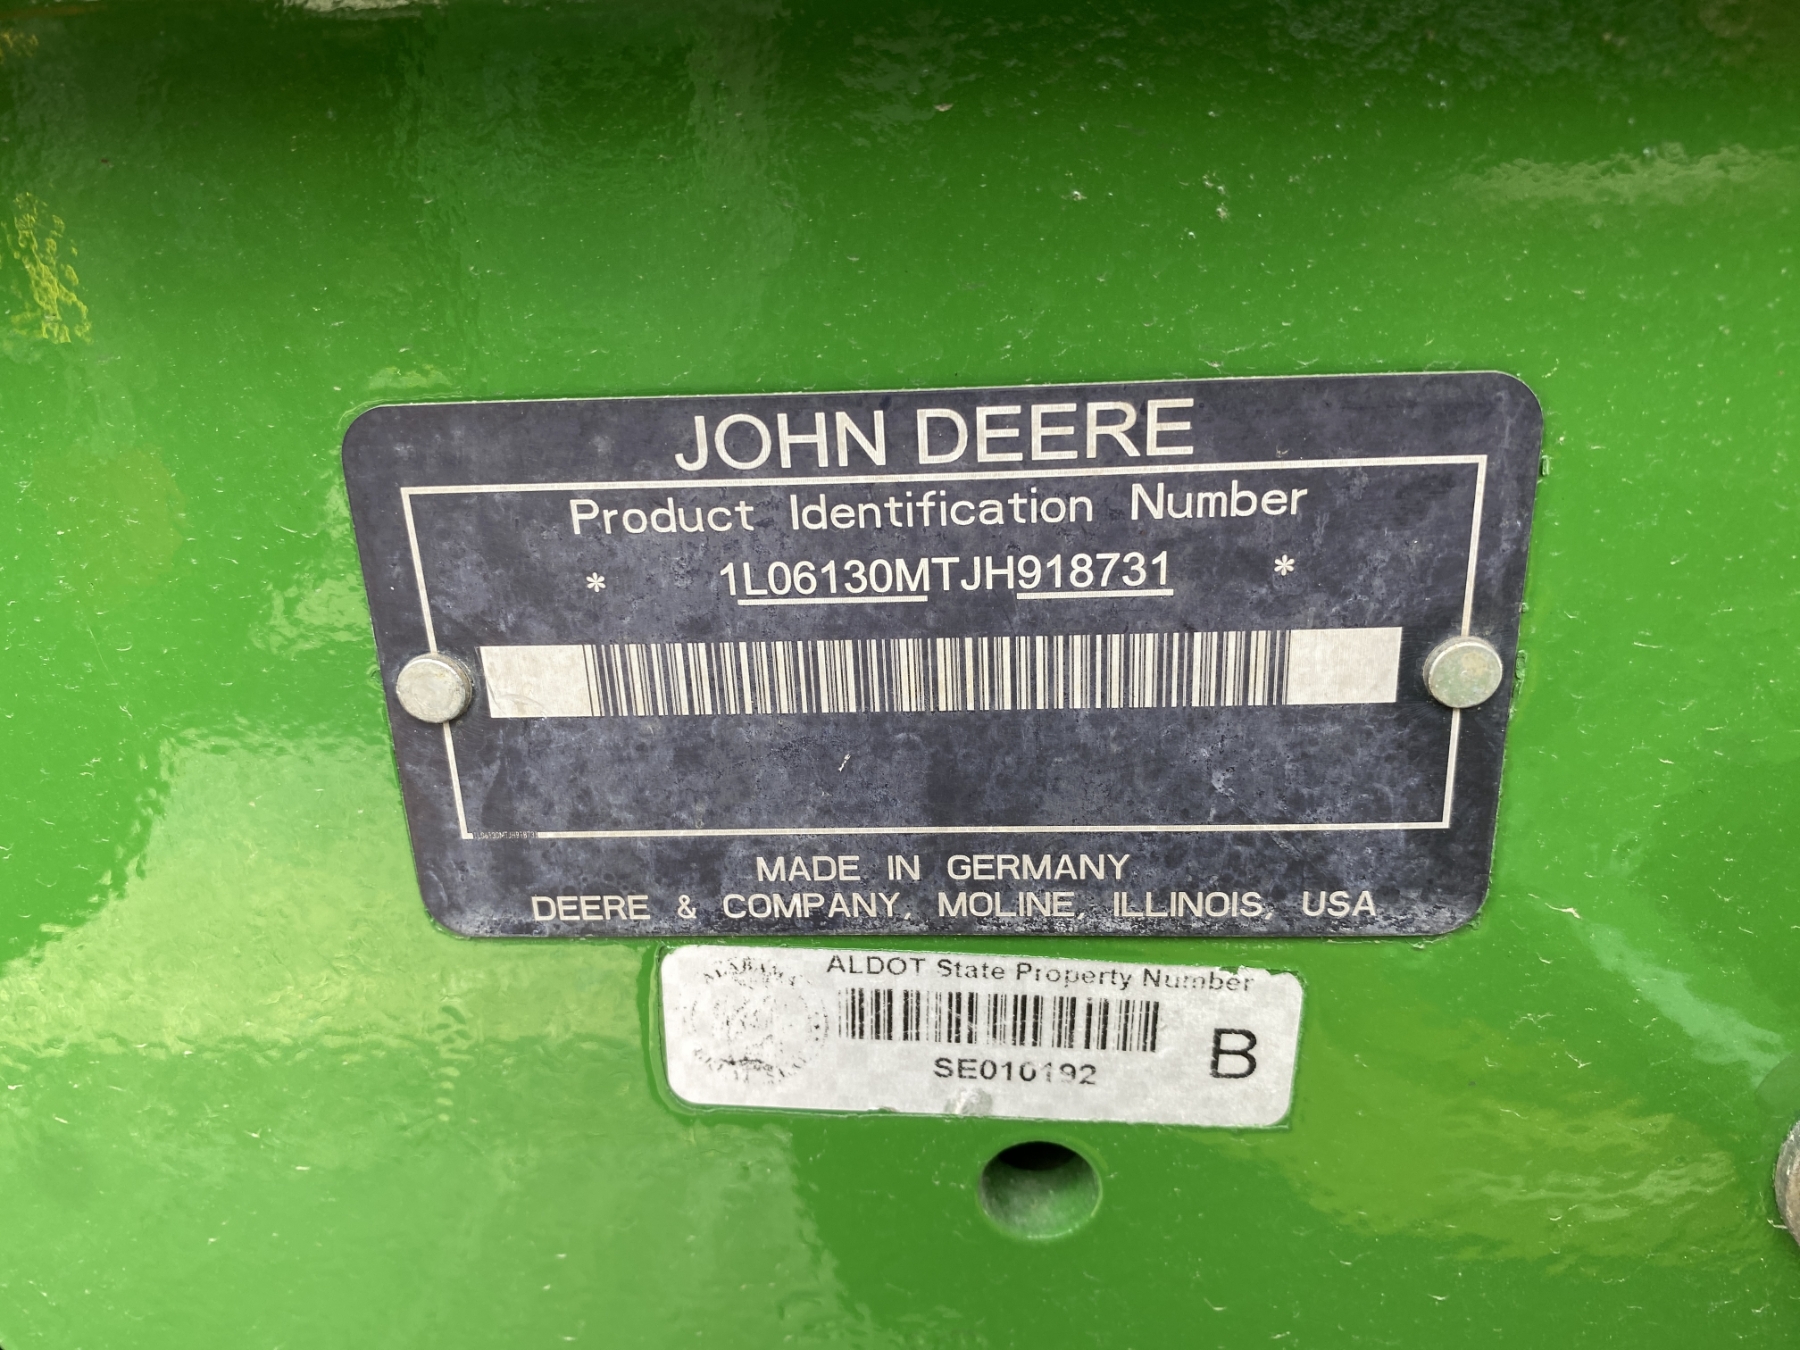 JOHN DEERE
Product Identification Number
* 1L06130MTJH918731 *
1L06130MTJH918731
MADE IN GERMANY
DEERE & COMPANY, MOLINE, ILLINOIS, USA
ALDOT State Property Number
SE010192
B